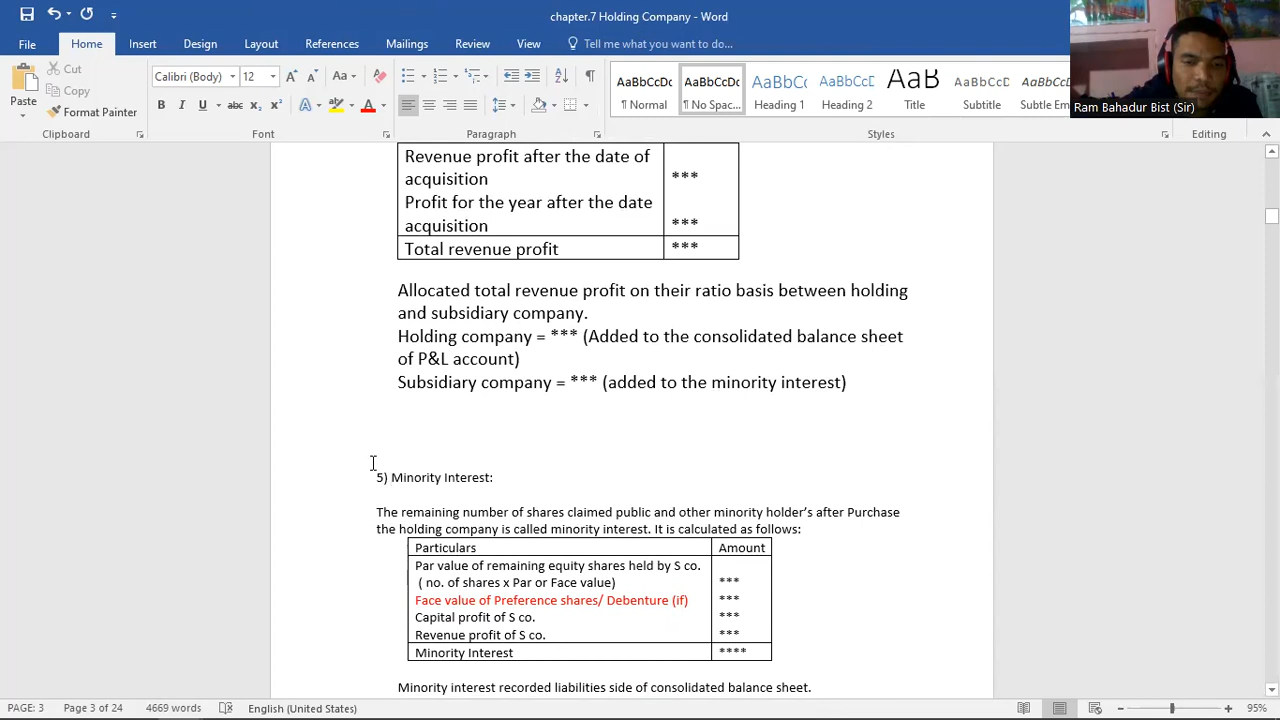 chapter.7 Holding Company - Word
File Home Insert Design Layout References Mailings Review View Tell me what you want to do...
Paste
Cut
Copy
Format Painter
Calibri (Body) 12
AaBbCcDc AaBbCcDc AaBbCc AaBbCcC AaB AaBbCcD AaBbCcDc
¶ Normal ¶ No Spac... Heading 1 Heading 2 Title Subtitle Subtle Em
Clipboard Font Paragraph Styles Editing
Ram Bahadur Bist (Sir)
Revenue profit after the date of
acquisition ***
Profit for the year after the date
acquisition ***
Total revenue profit ***
Allocated total revenue profit on their ratio basis between holding
and subsidiary company.
Holding company = *** (Added to the consolidated balance sheet
of P&L account)
Subsidiary company = *** (added to the minority interest)
5) Minority Interest:
The remaining number of shares claimed public and other minority holder's after Purchase
the holding company is called minority interest. It is calculated as follows:
Particulars Amount
Par value of remaining equity shares held by S co.
( no. of shares x Par or Face value) ***
Face value of Preference shares/ Debenture (if) ***
Capital profit of S co. ***
Revenue profit of S co. ***
Minority Interest ****
Minority interest recorded liabilities side of consolidated balance sheet.
PAGE: 3 Page 3 of 24 4669 words English (United States) 95%